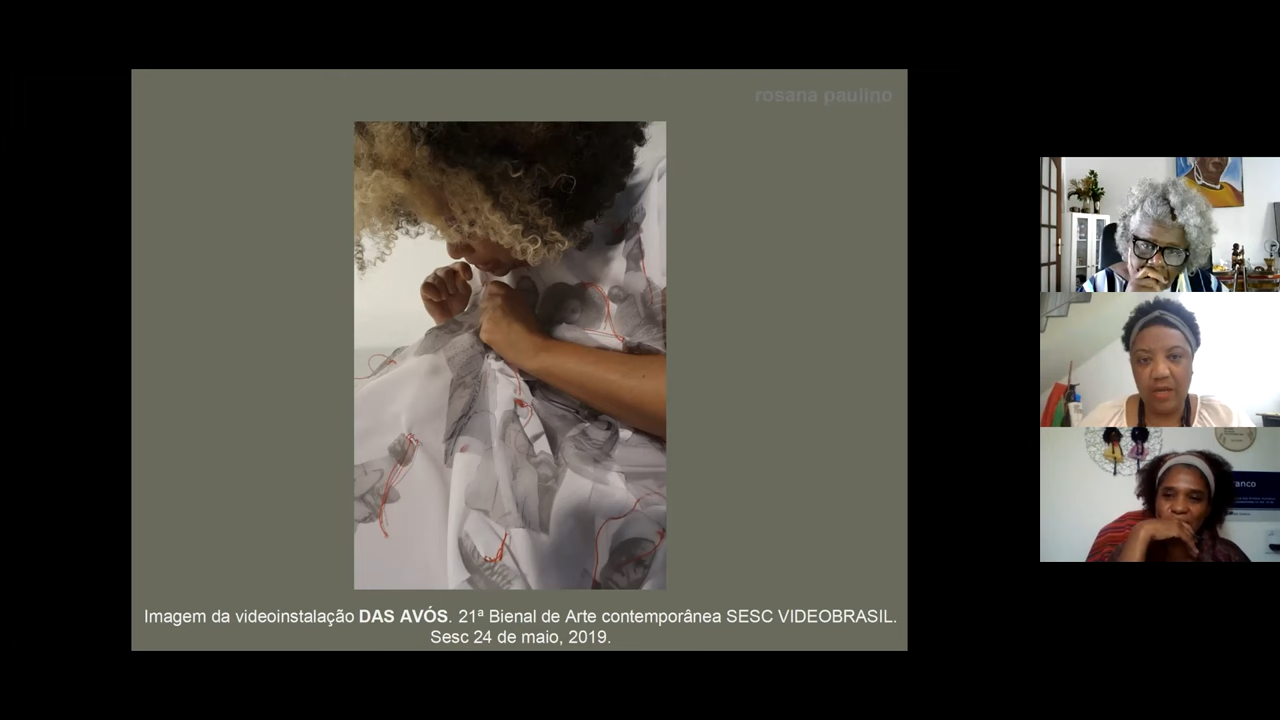 rosana paulino
Imagem da videoinstalação DAS AVÓS. 21ª Bienal de Arte contemporânea SESC VIDEOBRASIL.
Sesc 24 de maio, 2019.
anco